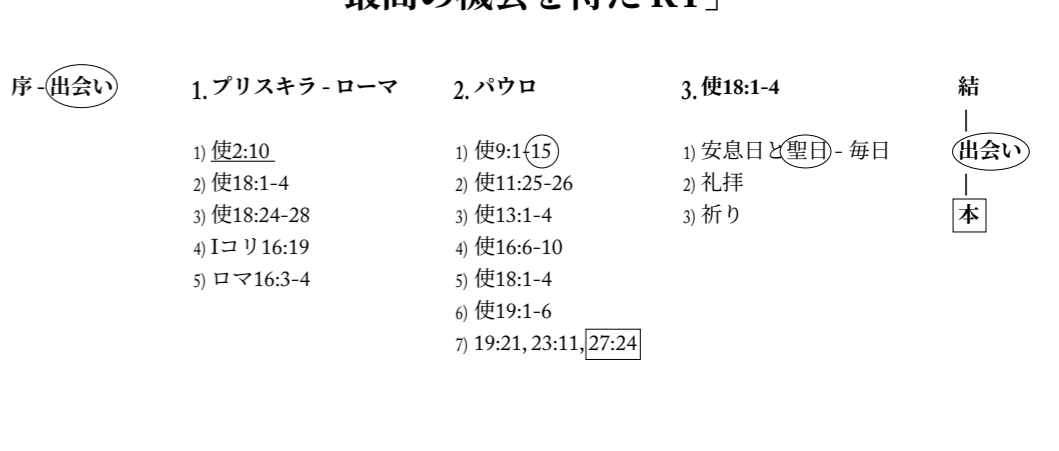 最高の機会を得たRT」
序 - 出会い
1. プリスキラ - ローマ
1) 使2:10
2) 使18:1-4
3) 使18:24-28
4) Iコリ16:19
5) ロマ16:3-4
2. パウロ
1) 使9:1-15
2) 使11:25-26
3) 使13:1-4
4) 使16:6-10
5) 使18:1-4
6) 使19:1-6
7) 19:21, 23:11, 27:24
3. 使18:1-4
1) 安息日と聖日 - 毎日
2) 礼拝
3) 祈り
結
出会い
本